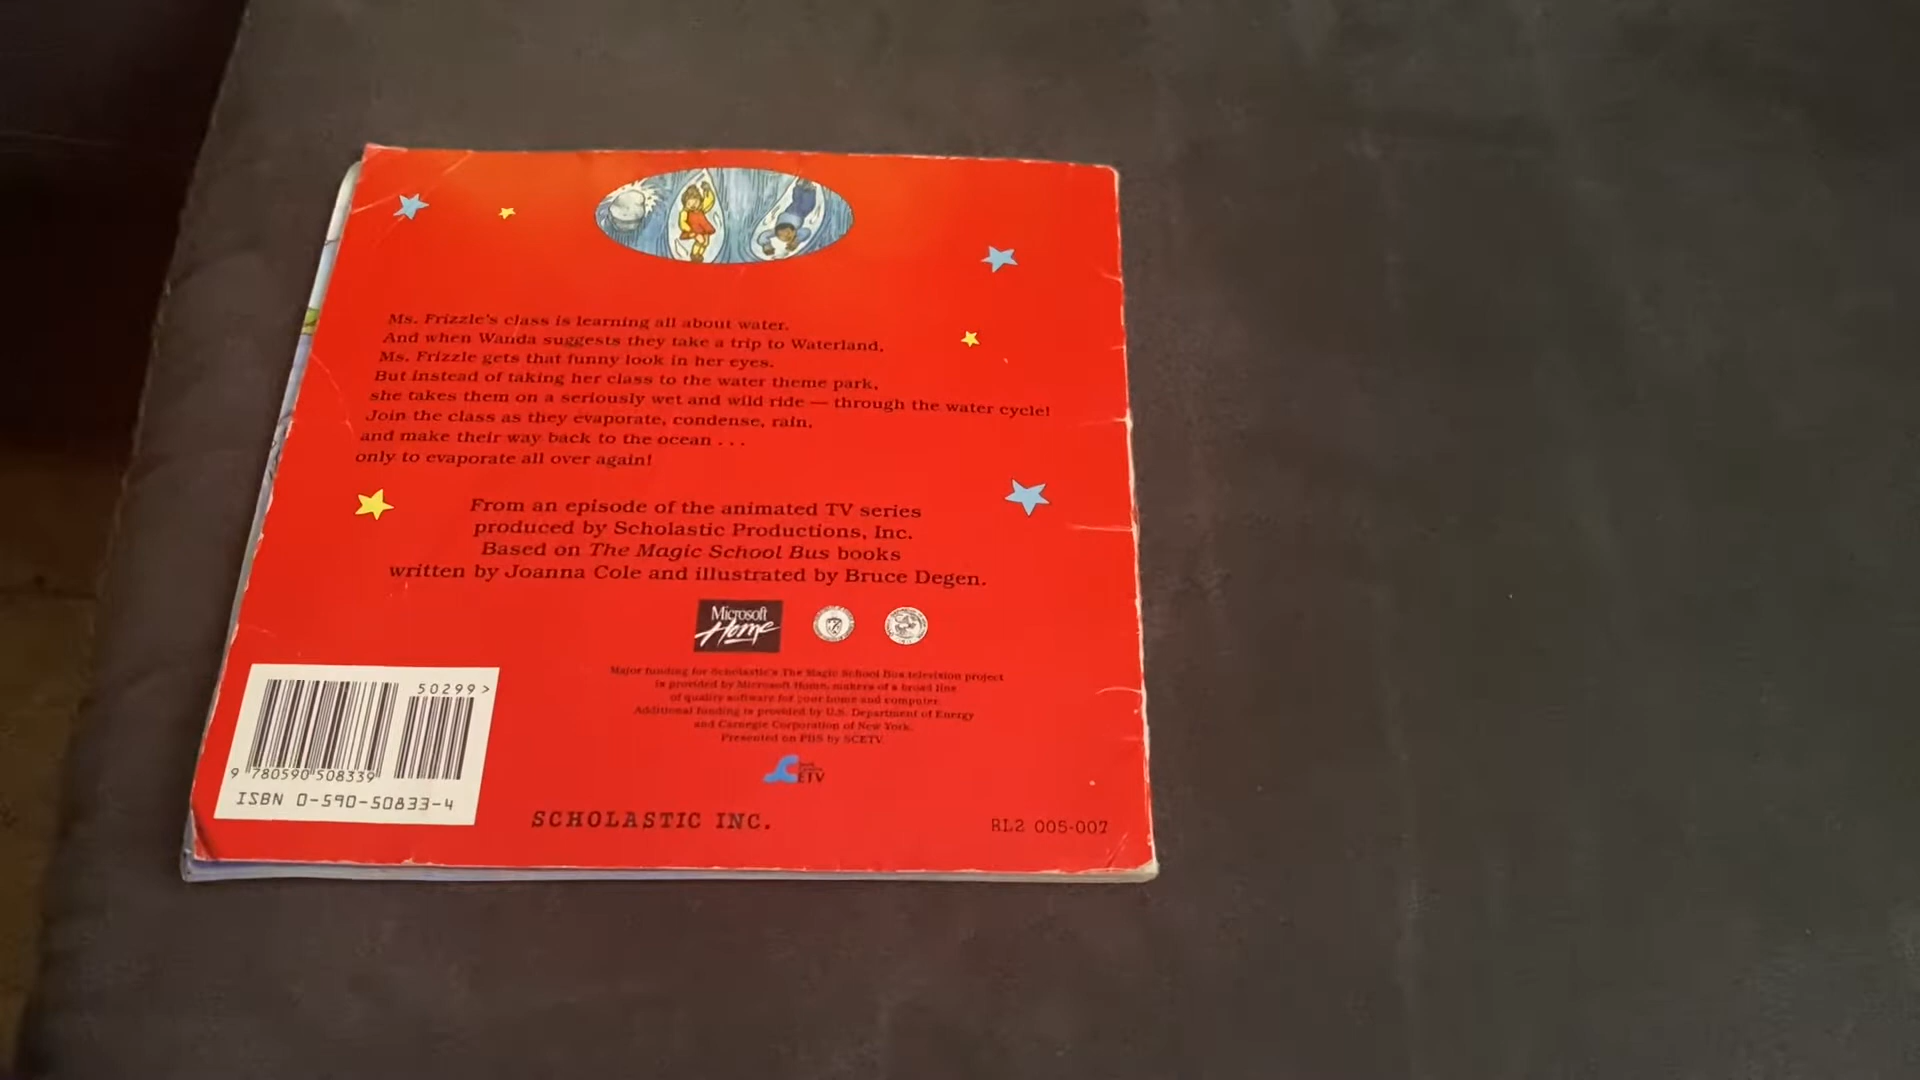 Ms. Frizzle's class is learning all about water.
And when Wanda suggests they take a trip to Waterland,
Ms. Frizzle gets that funny look in her eyes.
But instead of taking her class to the water theme park,
she takes them on a seriously wet and wild ride — through the water cycle!
Join the class as they evaporate, condense, rain,
and make their way back to the ocean . . .
only to evaporate all over again!
From an episode of the animated TV series
produced by Scholastic Productions, Inc.
Based on The Magic School Bus books
written by Joanna Cole and illustrated by Bruce Degen.
Microsoft
Home
Major funding for Scholastic's The Magic School Bus television project
is provided by Microsoft Home, makers of a broad line
of quality software for your home and computer.
Additional funding is provided by U.S. Department of Energy
and Carnegie Corporation of New York.
Presented on PBS by SCETV.
ETV
50299>
9 780590 508339
ISBN 0-590-50833-4
SCHOLASTIC INC.
RL2 005-007